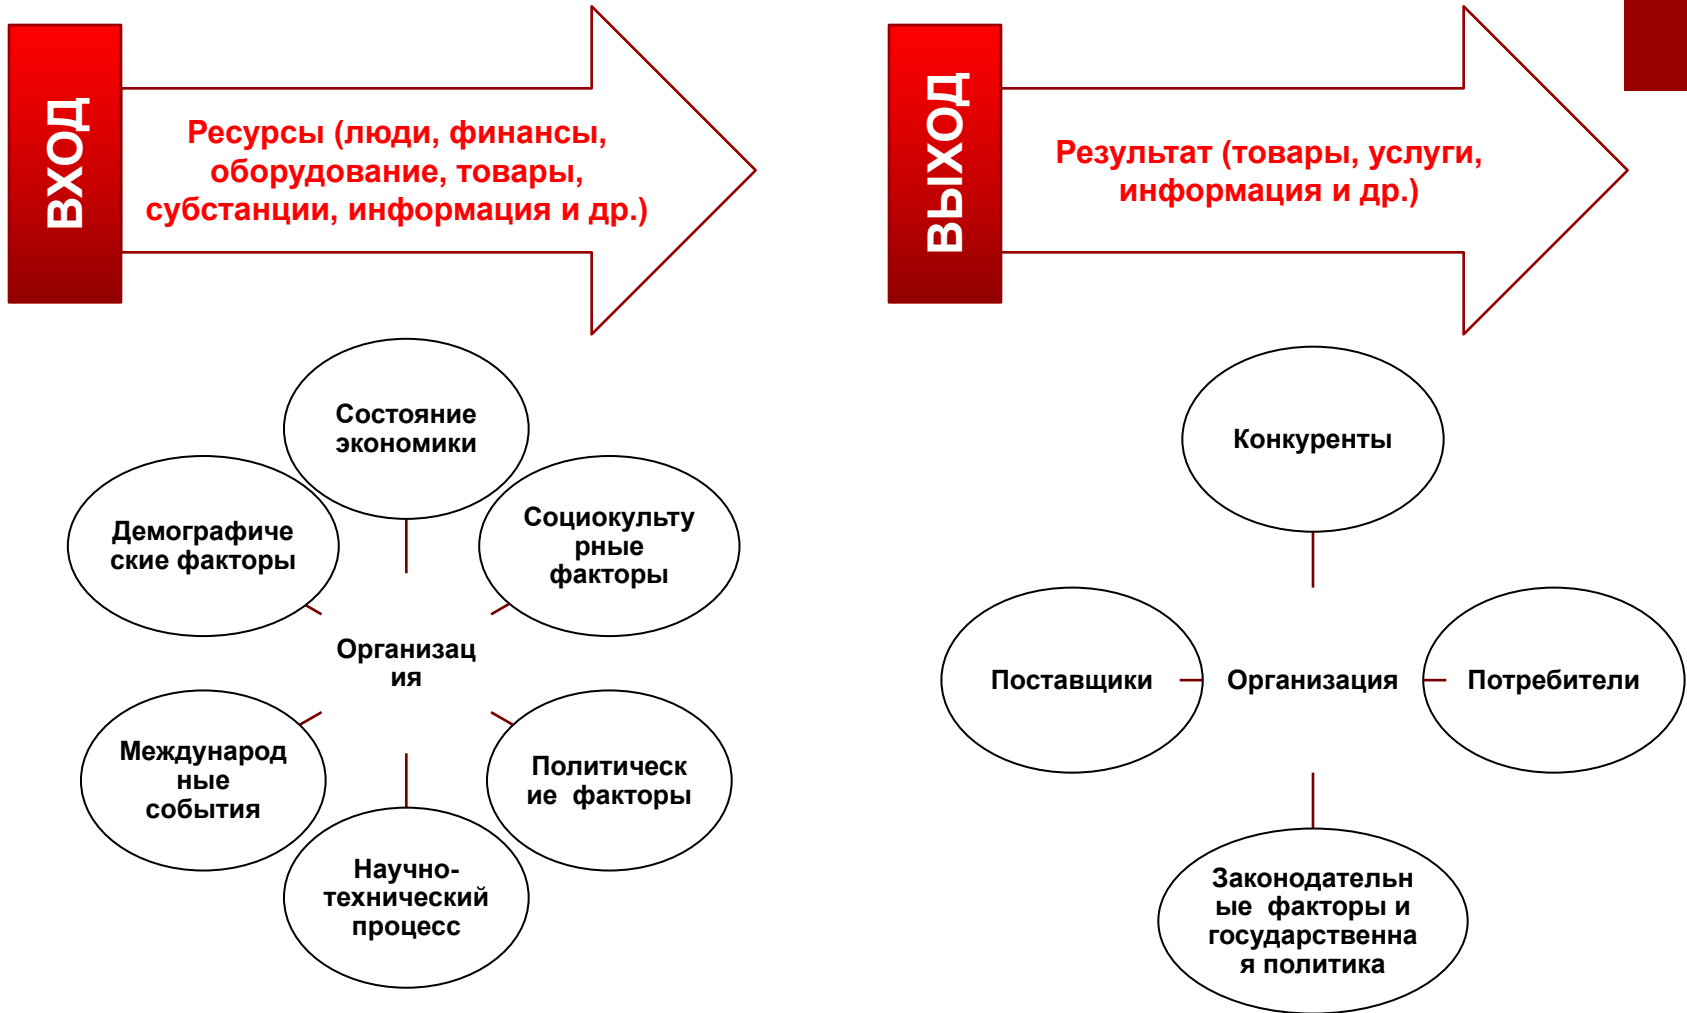 ВХОД
Ресурсы (люди, финансы,
оборудование, товары,
субстанции, информация и др.)
ВЫХОД
Результат (товары, услуги,
информация и др.)
Состояние
экономики
Социокульту
рные
факторы
Политическ
ие  факторы
Научно-
технический
процесс
Международ
ные
события
Демографиче
ские факторы
Организац
ия
Конкуренты
Потребители
Законодательн
ые  факторы и
государственна
я политика
Поставщики
Организация